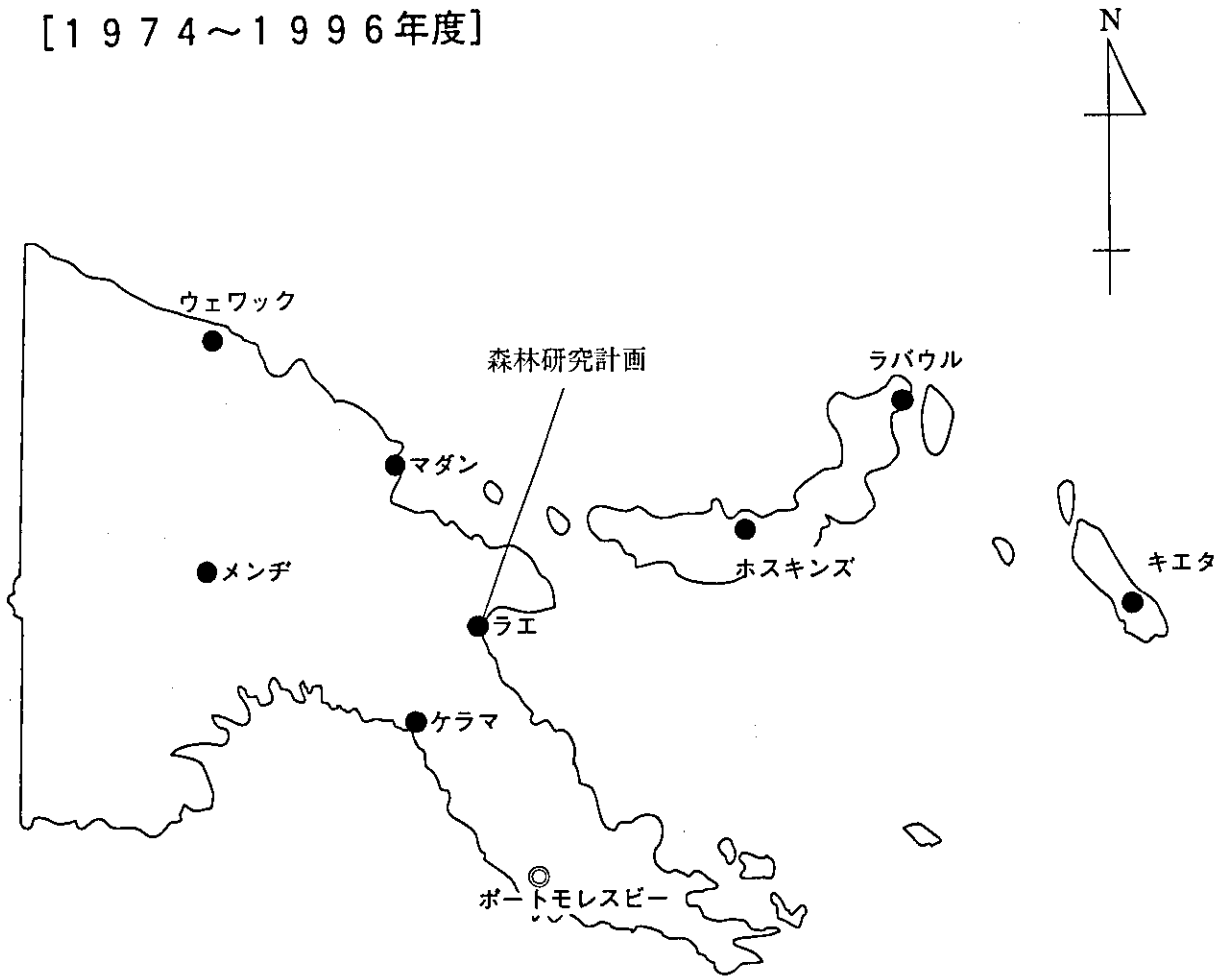 [1974～1996年度]
N
ウェワック
森林研究計画
ラバウル
マダン
ホスキンズ
キエタ
メンヂ
ラエ
ケラマ
ポートモレスビー